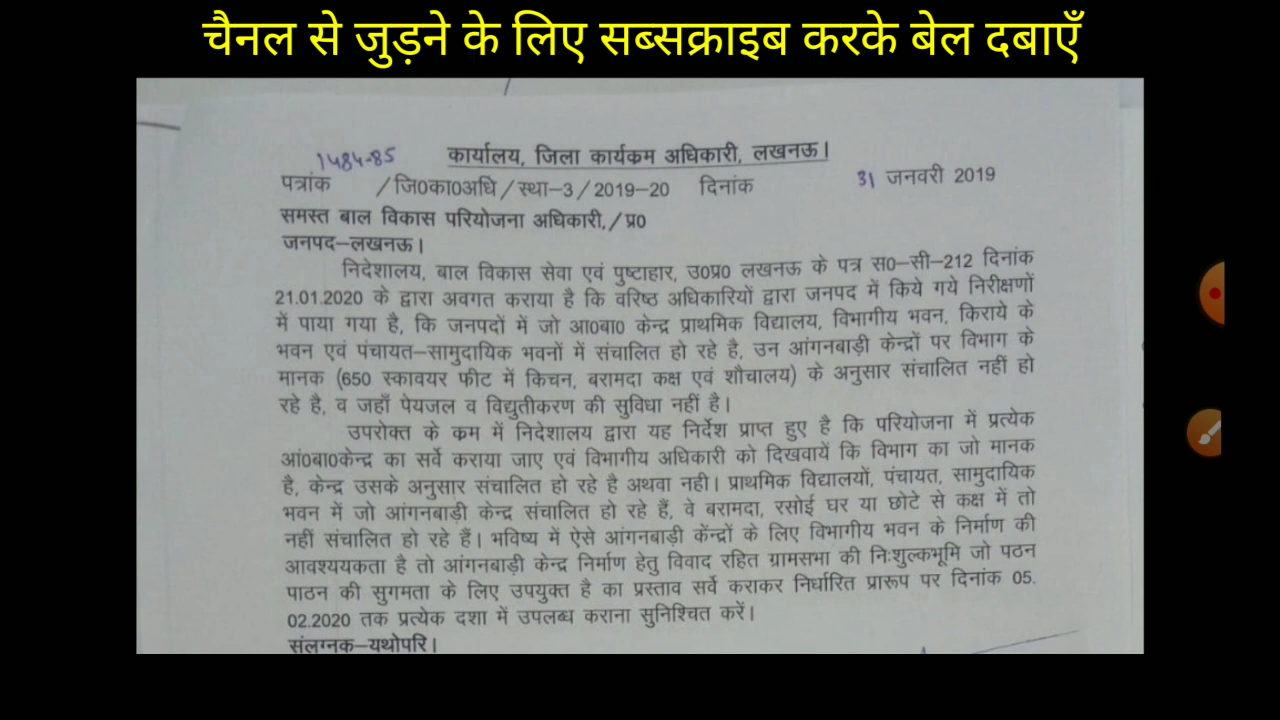 चैनल से जुड़ने के लिए सब्सक्राइब करके बेल दबाएँ
1484-85
कार्यालय, जिला कार्यक्रम अधिकारी, लखनऊ।
पत्रांक /जि0का0अधि/स्था-3/2019-20 दिनांक 31 जनवरी 2019
समस्त बाल विकास परियोजना अधिकारी,/प्र0
जनपद-लखनऊ।
निदेशालय, बाल विकास सेवा एवं पुष्टाहार, उ0प्र0 लखनऊ के पत्र स0-सी-212 दिनांक
21.01.2020 के द्वारा अवगत कराया है कि वरिष्ठ अधिकारियों द्वारा जनपद में किये गये निरीक्षणों
में पाया गया है, कि जनपदों में जो आ0बा0 केन्द्र प्राथमिक विद्यालय, विभागीय भवन, किराये के
भवन एवं पंचायत-सामुदायिक भवनों में संचालित हो रहे है, उन आंगनबाड़ी केन्द्रों पर विभाग के
मानक (650 स्कावयर फीट में किचन, बरामदा कक्ष एवं शौचालय) के अनुसार संचालित नहीं हो
रहे है, व जहाँ पेयजल व विद्युतीकरण की सुविधा नहीं है।
उपरोक्त के क्रम में निदेशालय द्वारा यह निर्देश प्राप्त हुए है कि परियोजना में प्रत्येक
आं0बा0केन्द्र का सर्वे कराया जाए एवं विभागीय अधिकारी को दिखवायें कि विभाग का जो मानक
है, केन्द्र उसके अनुसार संचालित हो रहे है अथवा नही। प्राथमिक विद्यालयों, पंचायत, सामुदायिक
भवन में जो आंगनबाड़ी केन्द्र संचालित हो रहे हैं, वे बरामदा, रसोई घर या छोटे से कक्ष में तो
नहीं संचालित हो रहे हैं। भविष्य में ऐसे आंगनबाड़ी केंन्द्रों के लिए विभागीय भवन के निर्माण की
आवश्ययकता है तो आंगनबाड़ी केन्द्र निर्माण हेतु विवाद रहित ग्रामसभा की निःशुल्कभूमि जो पठन
पाठन की सुगमता के लिए उपयुक्त है का प्रस्ताव सर्वे कराकर निर्धारित प्रारूप पर दिनांक 05.
02.2020 तक प्रत्येक दशा में उपलब्ध कराना सुनिश्चित करें।
संलग्नक-यथोपरि।